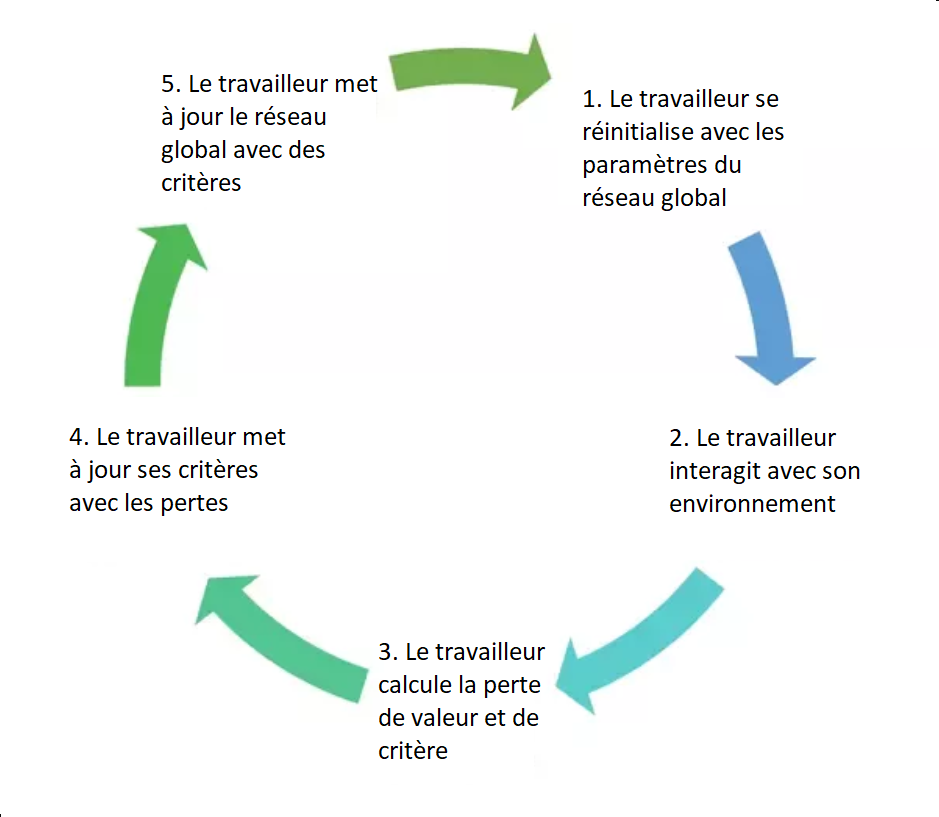 1. Le travailleur se
réinitialise avec les
paramètres du
réseau global
2. Le travailleur
interagit avec son
environnement
3. Le travailleur
calcule la perte
de valeur et de
critère
4. Le travailleur met
à jour ses critères
avec les pertes
5. Le travailleur met
à jour le réseau
global avec des
critères